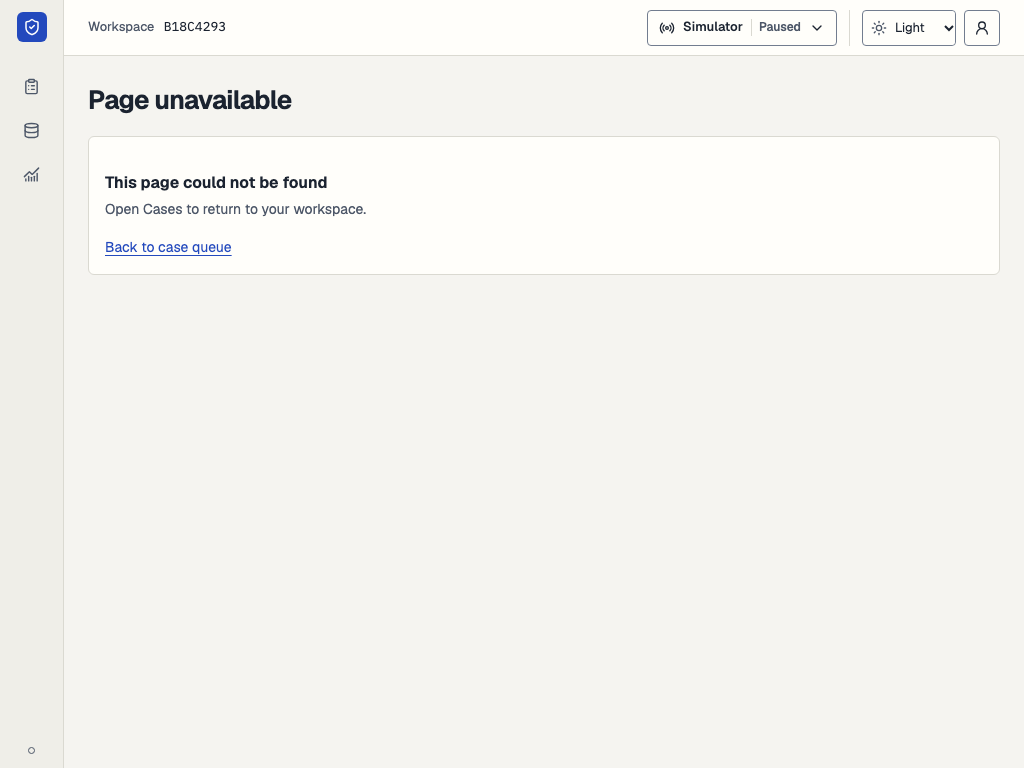 Workspace B18C4293
Simulator Paused
Light
Page unavailable
This page could not be found
Open Cases to return to your workspace.
Back to case queue